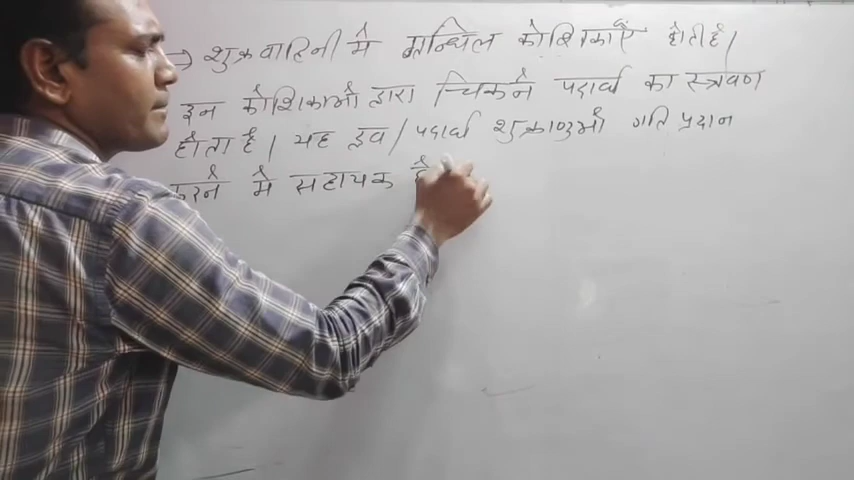 → शुक्रवाहिनी मे ग्रन्थिल कोशिकाएँ होती है।
इन कोशिकाओ द्वारा चिकने पदार्थ का स्त्रवण
होता है। यह द्रव/पदार्थ शुक्राणुओ गति प्रदान
करने मे सहायक है